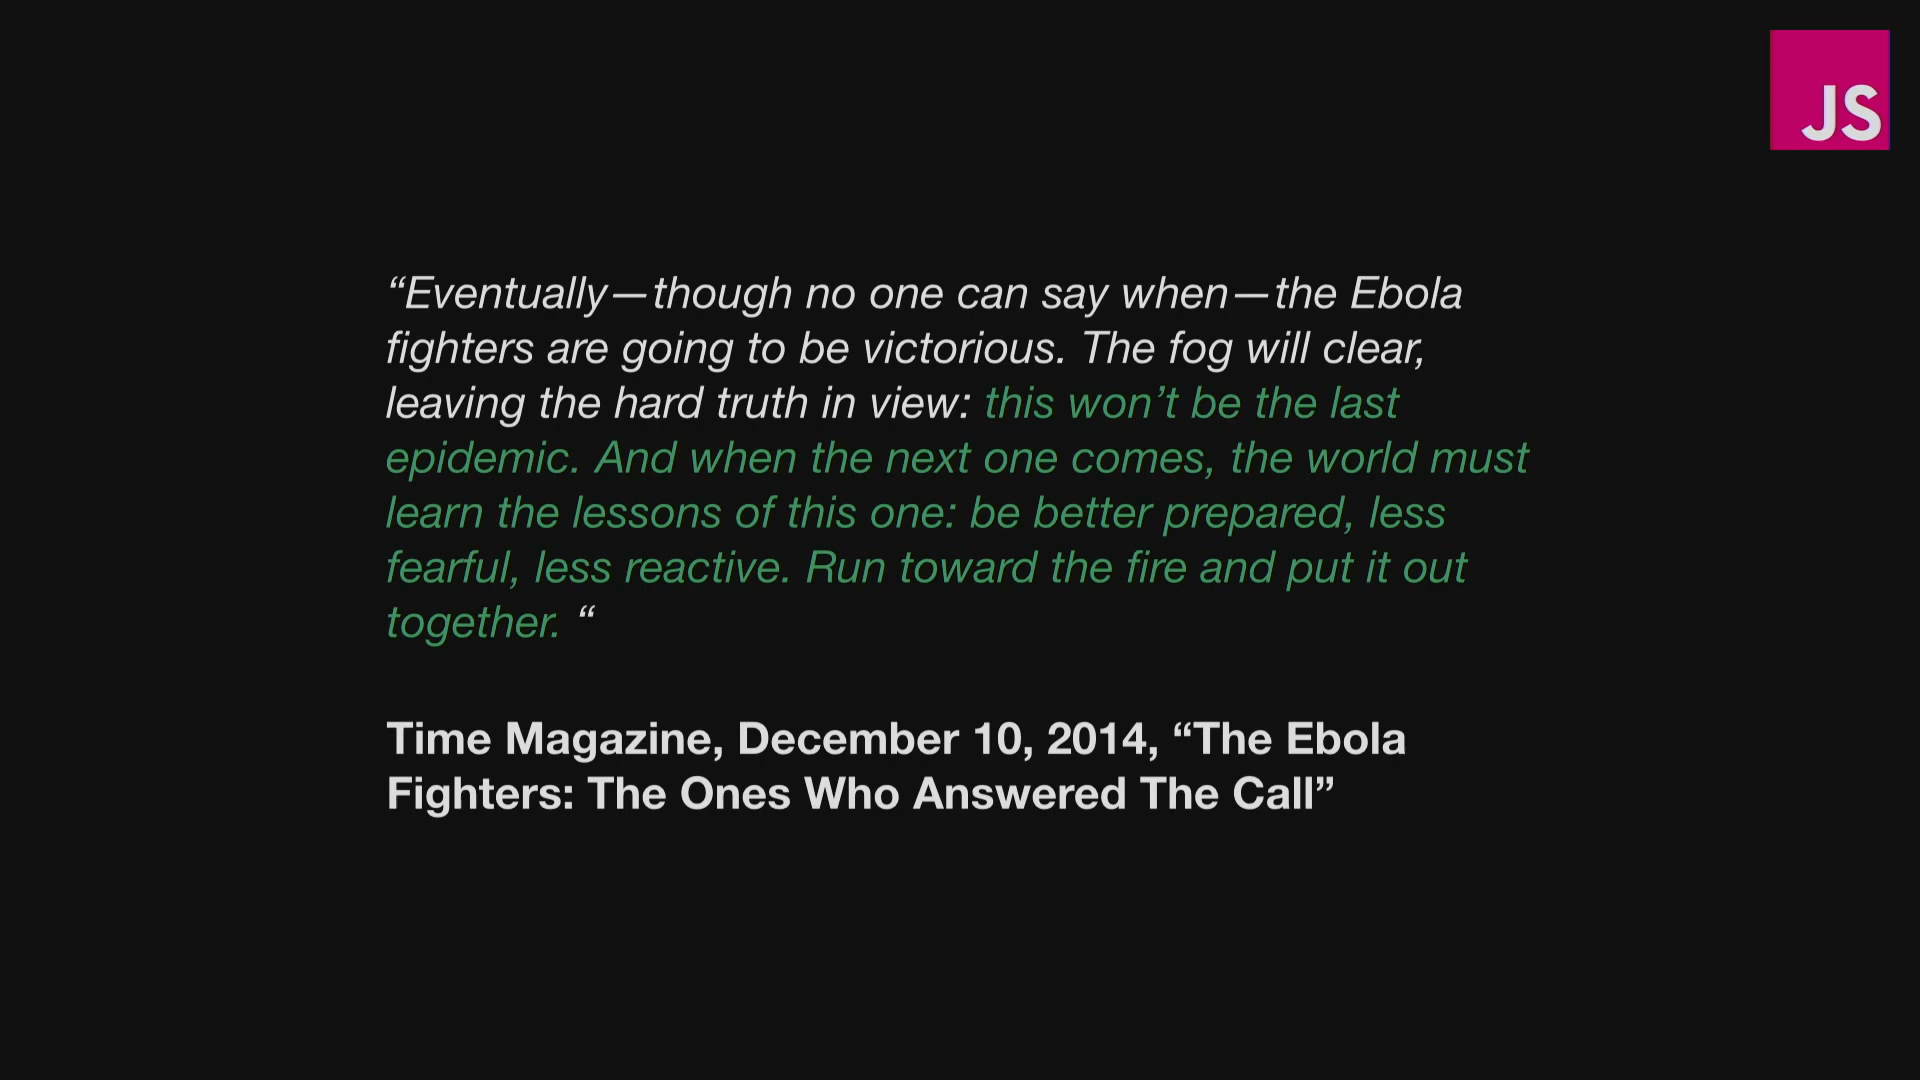 JS
“Eventually—though no one can say when—the Ebola
fighters are going to be victorious. The fog will clear,
leaving the hard truth in view: this won’t be the last
epidemic. And when the next one comes, the world must
learn the lessons of this one: be better prepared, less
fearful, less reactive. Run toward the fire and put it out
together. “
Time Magazine, December 10, 2014, “The Ebola
Fighters: The Ones Who Answered The Call”